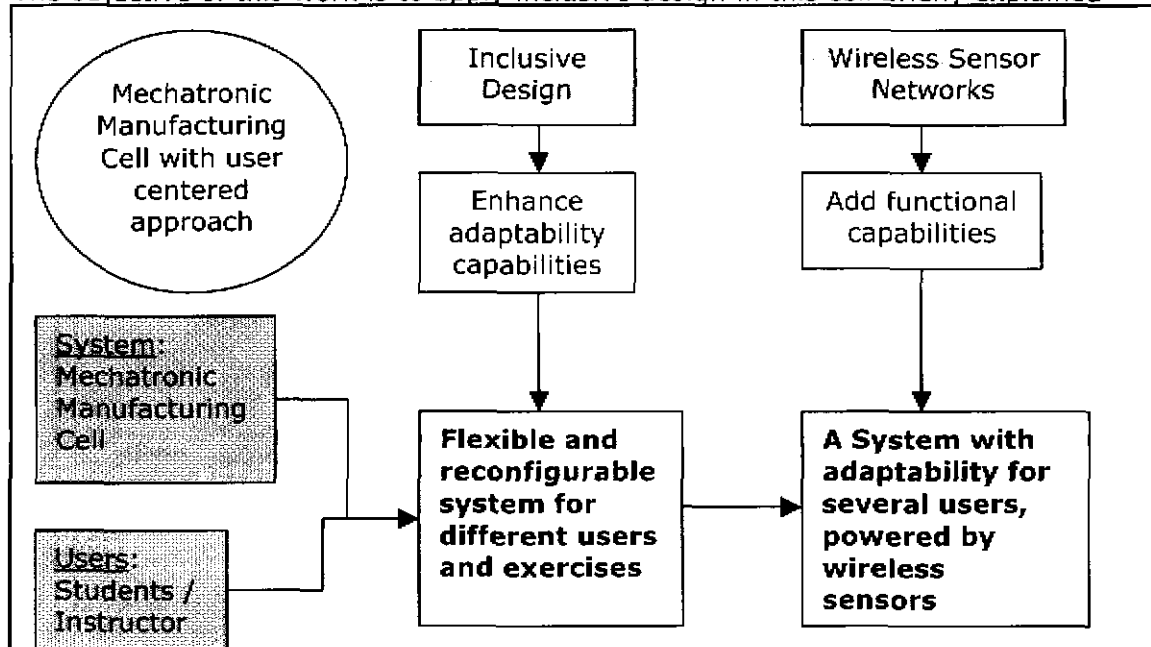 Mechatronic
Manufacturing
Cell with user
centered
approach
Inclusive
Design
Wireless Sensor
Networks
Enhance
adaptability
capabilities
Add functional
capabilities
System:
Mechatronic
Manufacturing
Cell
Users:
Students /
Instructor
Flexible and
reconfigurable
system for
different users
and exercises
A System with
adaptability for
several users,
powered by
wireless
sensors